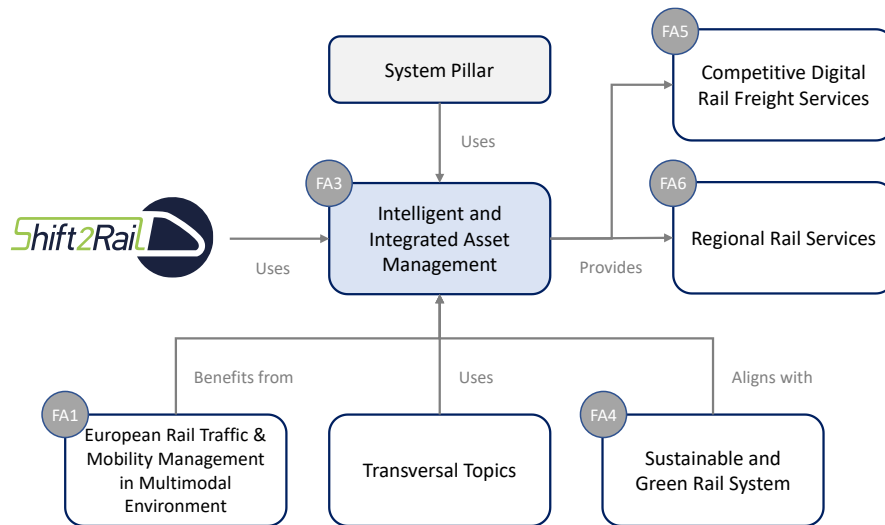 FA5
System Pillar
Competitive Digital
Rail Freight Services
Uses
FA3
FA6
Intelligent and
Integrated Asset
Management
Regional Rail Services
Shift2Rail
Uses
Provides
Benefits from
Uses
Aligns with
FA1
FA4
European Rail Traffic &
Mobility Management
in Multimodal
Environment
Transversal Topics
Sustainable and
Green Rail System